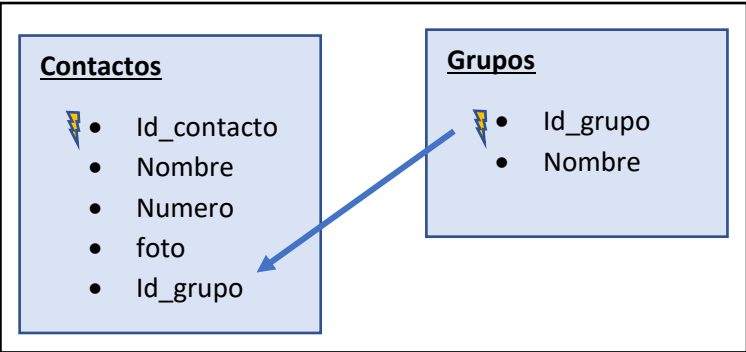 Contactos
Id_contacto
Nombre
Numero
foto
Id_grupo
Grupos
Id_grupo
Nombre